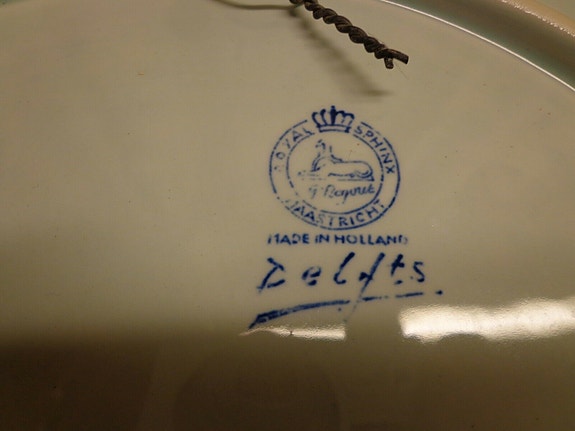 ROYAL SPHINX
P. Regout
MAASTRICHT
MADE IN HOLLAND
Delfts